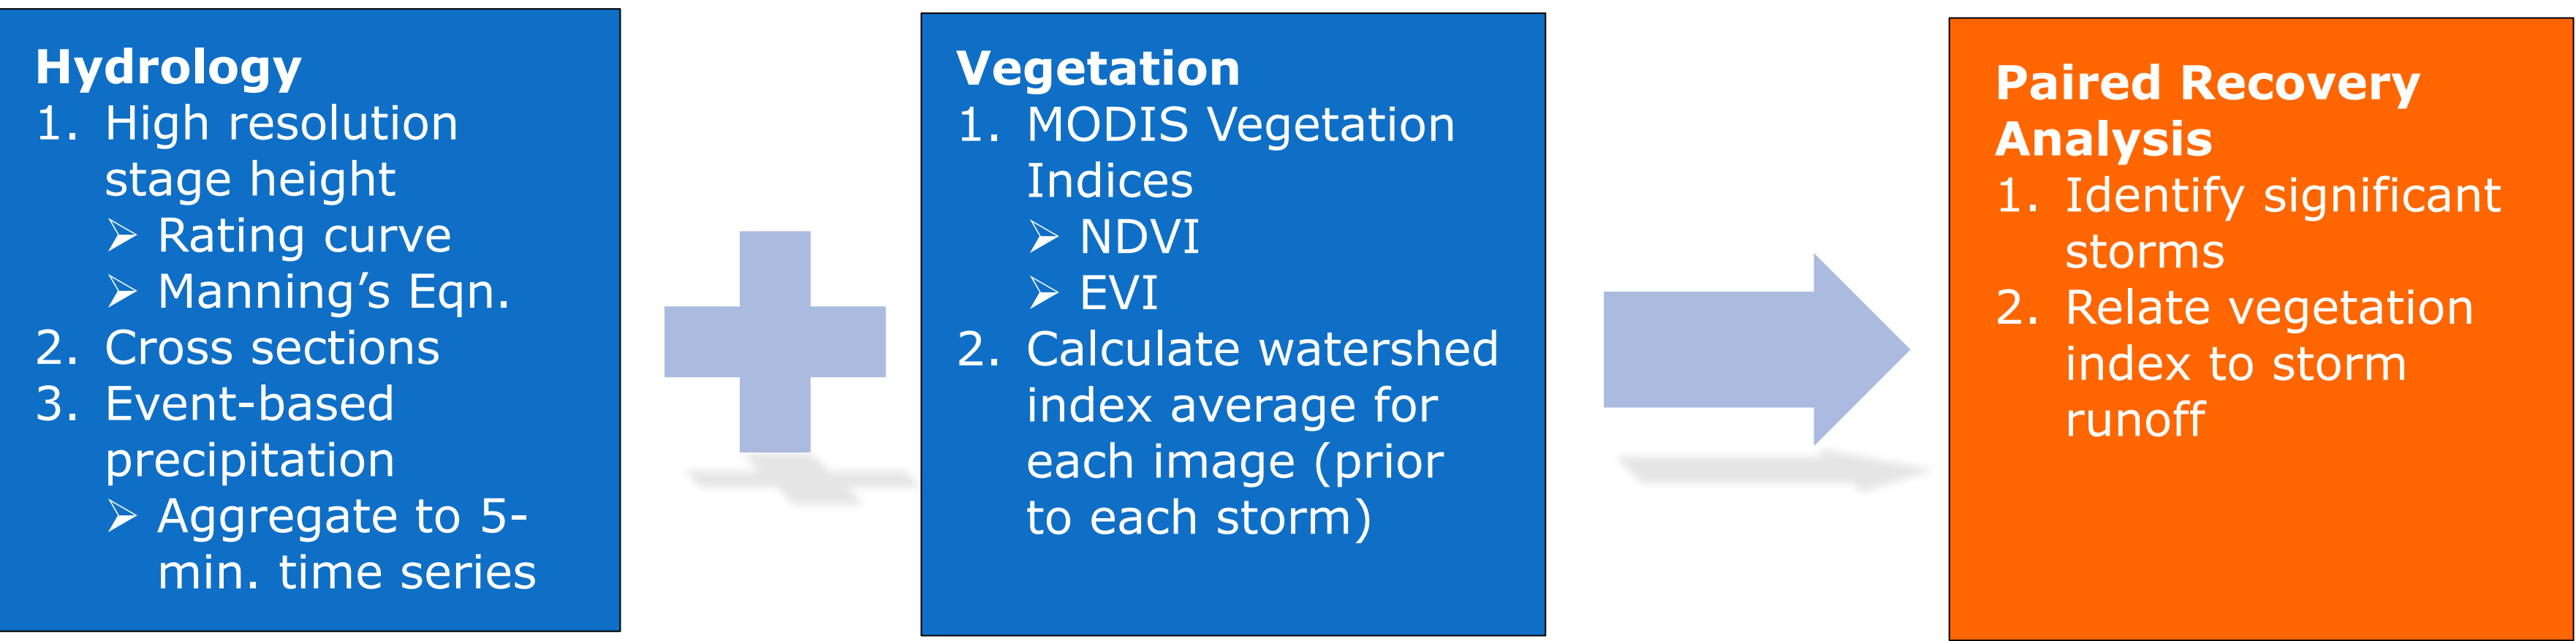 Hydrology
1. High resolution
stage height
➢ Rating curve
➢ Manning’s Eqn.
2. Cross sections
3. Event-based
precipitation
➢ Aggregate to 5-
min. time series
Vegetation
1. MODIS Vegetation
Indices
➢ NDVI
➢ EVI
2. Calculate watershed
index average for
each image (prior
to each storm)
Paired Recovery
Analysis
1. Identify significant
storms
2. Relate vegetation
index to storm
runoff